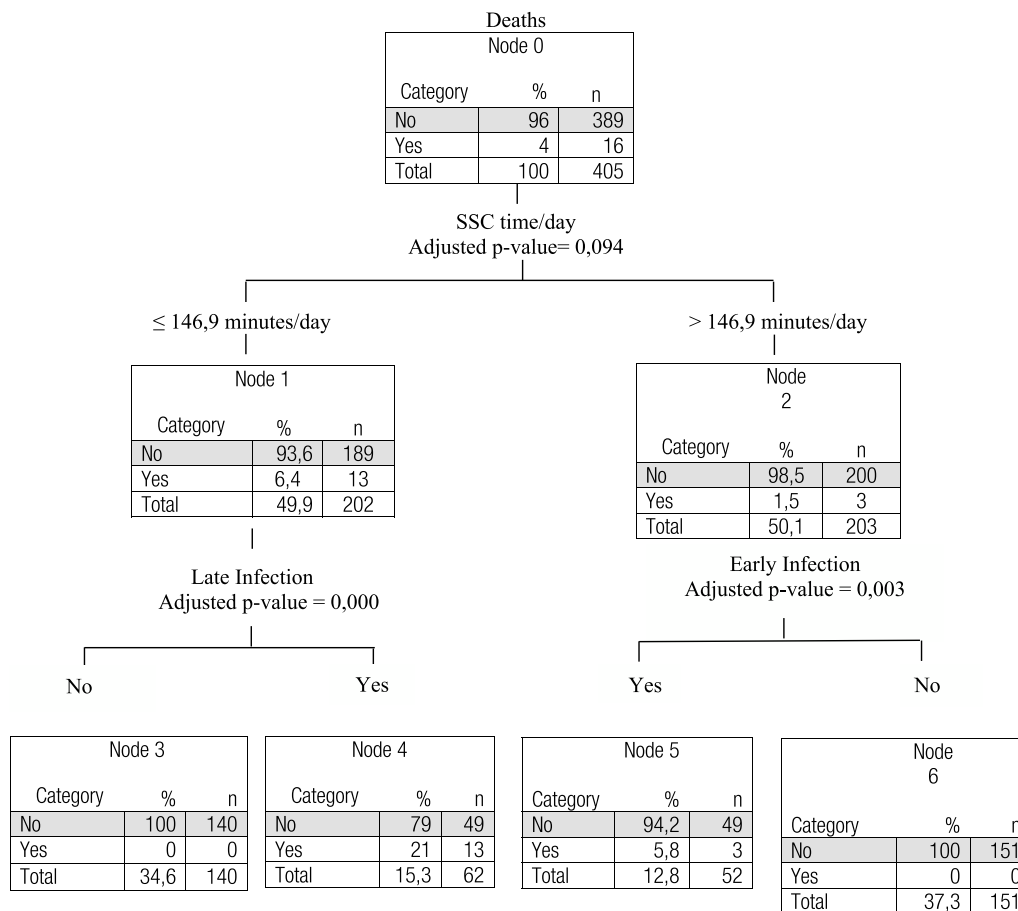 Deaths
Node 0
Category % n
No 96 389
Yes 4 16
Total 100 405
SSC time/day
Adjusted p-value= 0,094
≤ 146,9 minutes/day
> 146,9 minutes/day
Node 1
Category % n
No 93,6 189
Yes 6,4 13
Total 49,9 202
Node
2
Category % n
No 98,5 200
Yes 1,5 3
Total 50,1 203
Late Infection
Adjusted p-value = 0,000
Early Infection
Adjusted p-value = 0,003
No
Yes
Yes
No
Node 3
Category % n
No 100 140
Yes 0 0
Total 34,6 140
Node 4
Category % n
No 79 49
Yes 21 13
Total 15,3 62
Node 5
Category % n
No 94,2 49
Yes 5,8 3
Total 12,8 52
Node
6
Category % n
No 100 151
Yes 0 0
Total 37,3 151